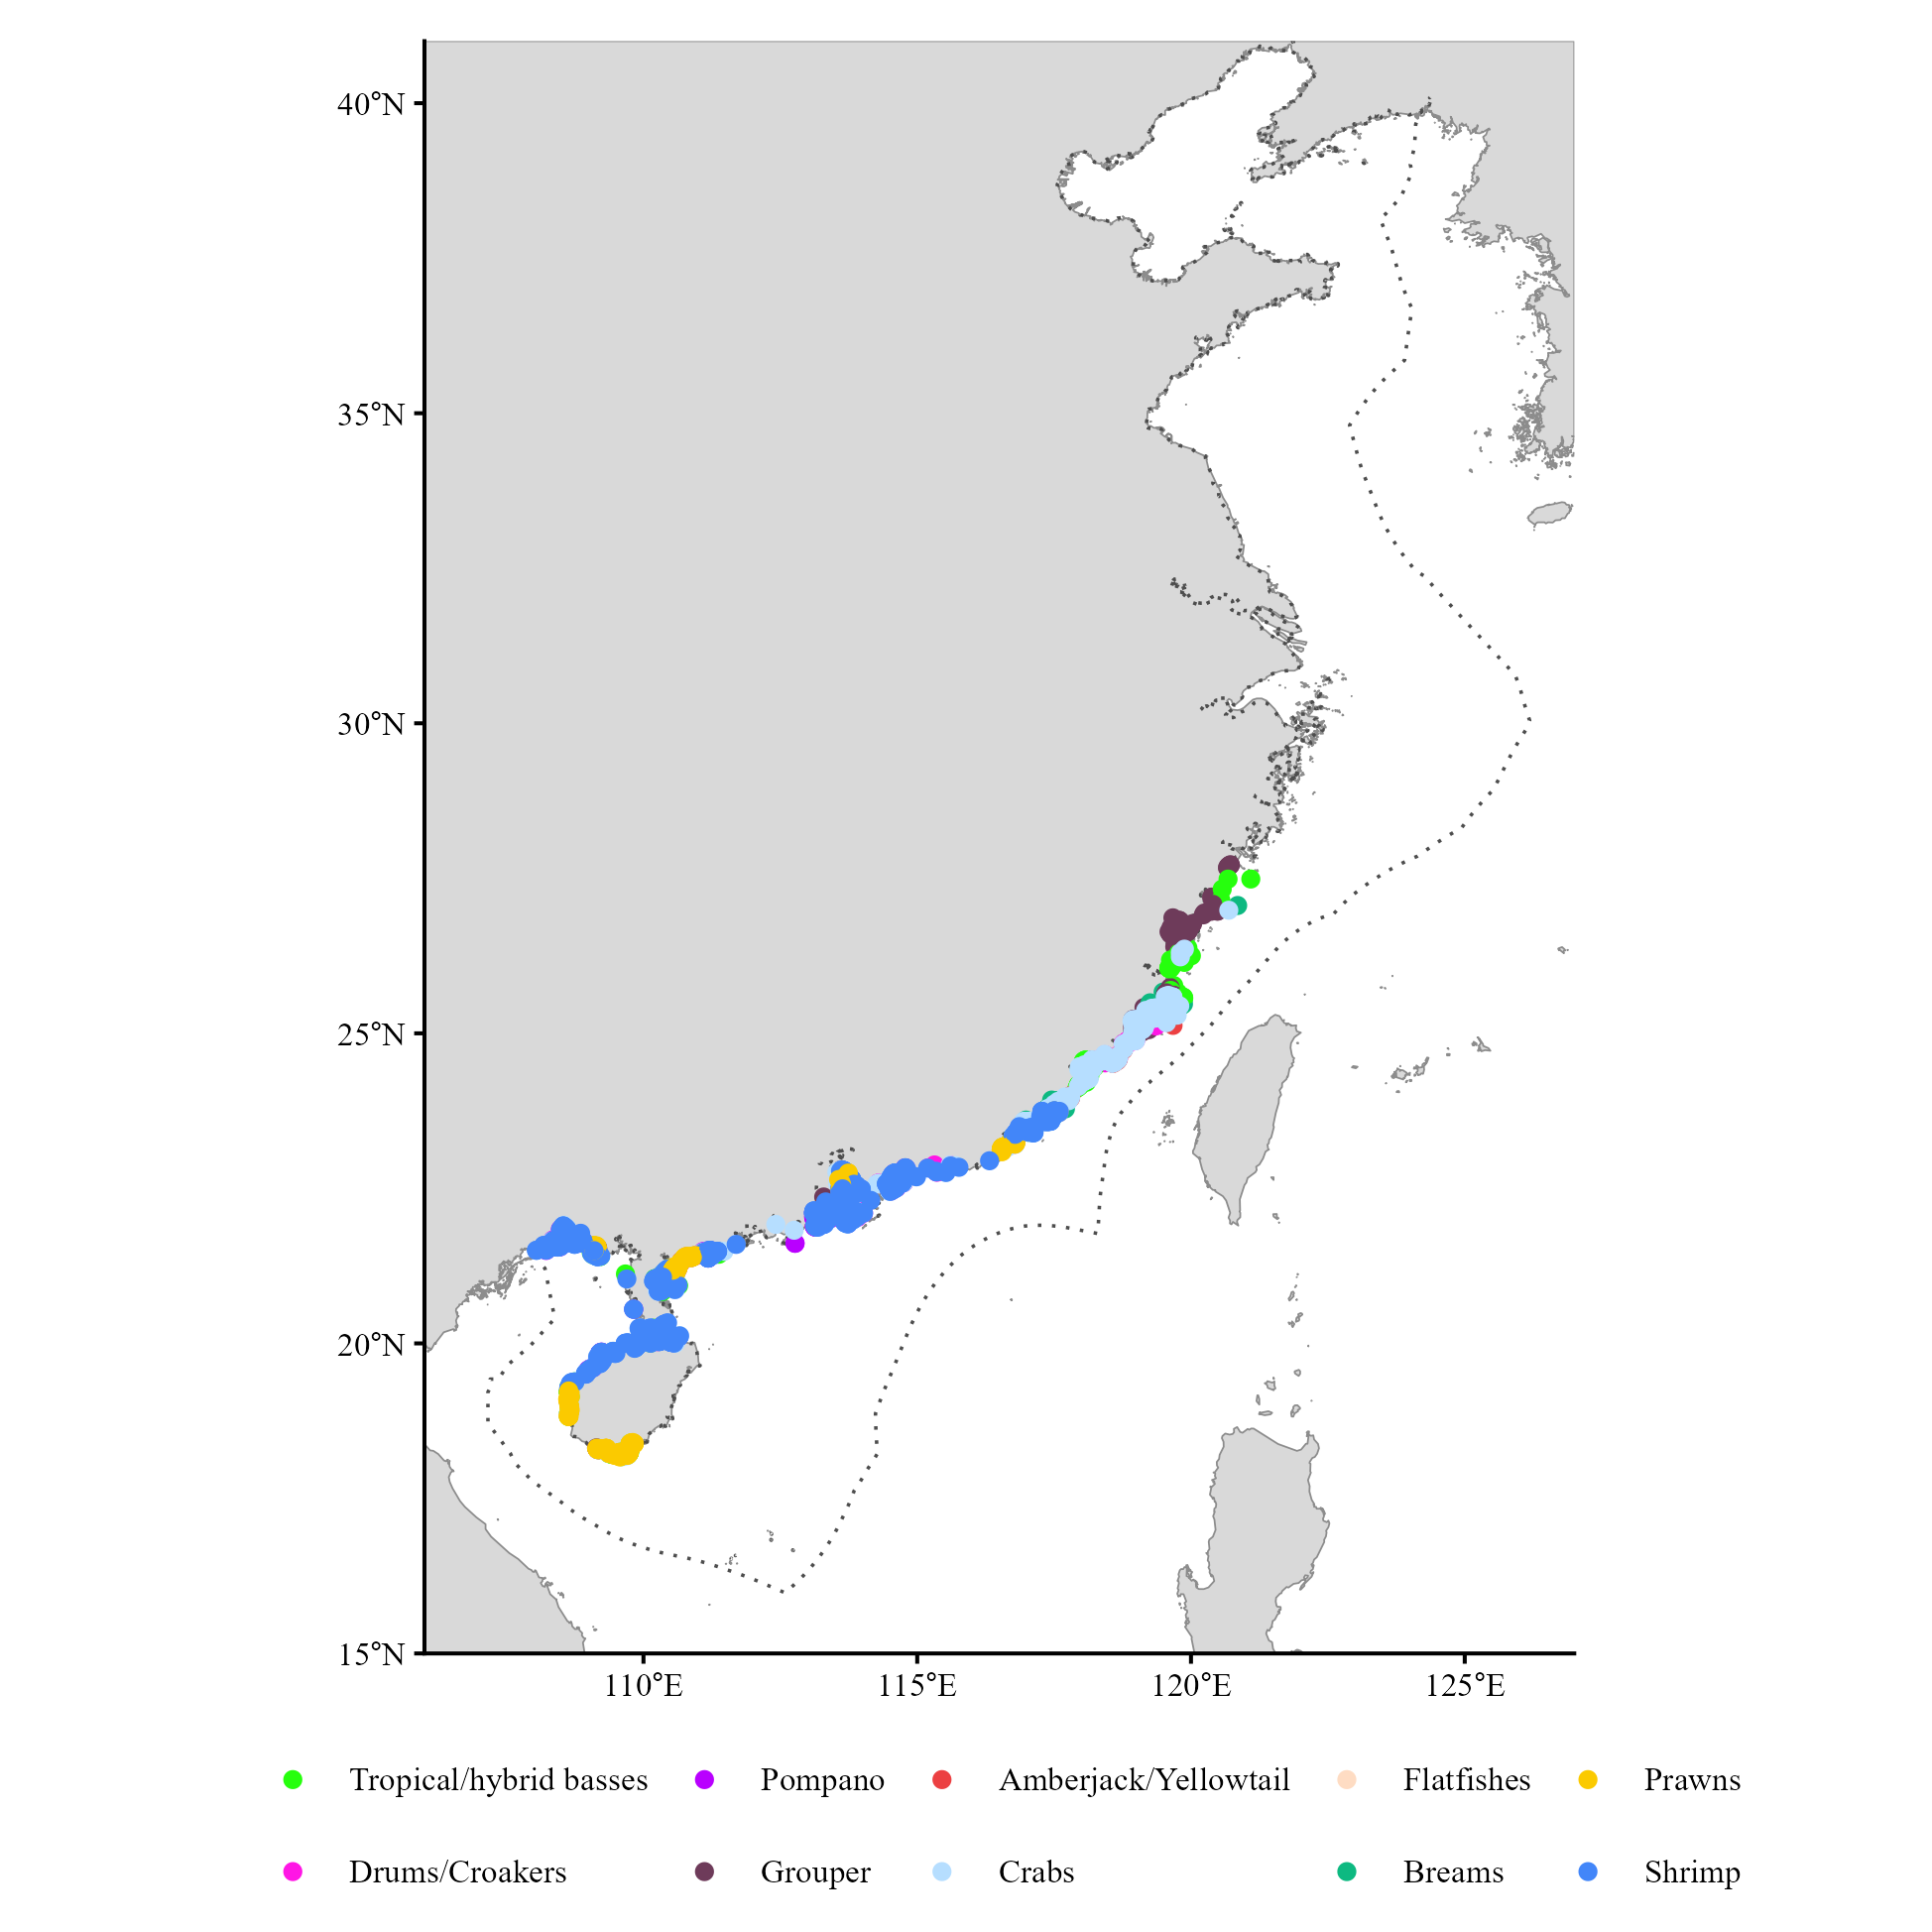 40°N
35°N
30°N
25°N
20°N
15°N
110°E 115°E 120°E 125°E
Tropical/hybrid basses Pompano Amberjack/Yellowtail Flatfishes Prawns
Drums/Croakers Grouper Crabs Breams Shrimp